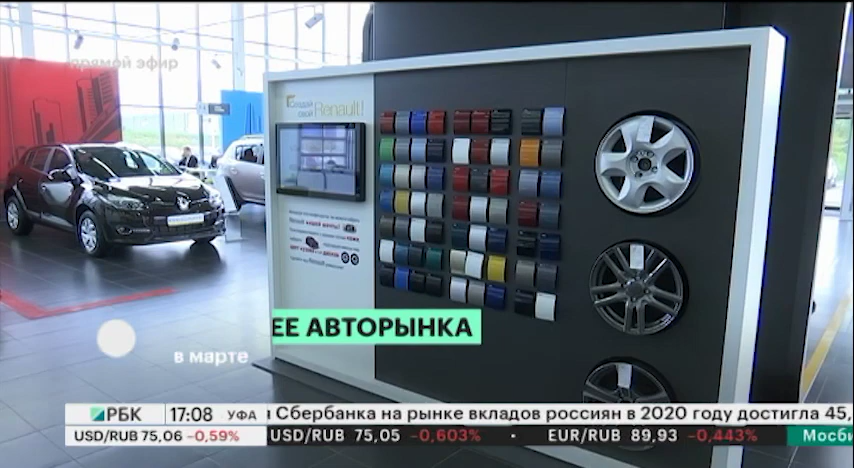 прямой эфир
Создай
свой Renault!
ЕЕ АВТОРЫНКА
в марте
РБК 17:08 УФА Сбербанка на рынке вкладов россиян в 2020 году достигла 45,
USD/RUB 75,06 -0,59% USD/RUB 75,05 -0,603% · EUR/RUB 89,93 -0,443% Мосби